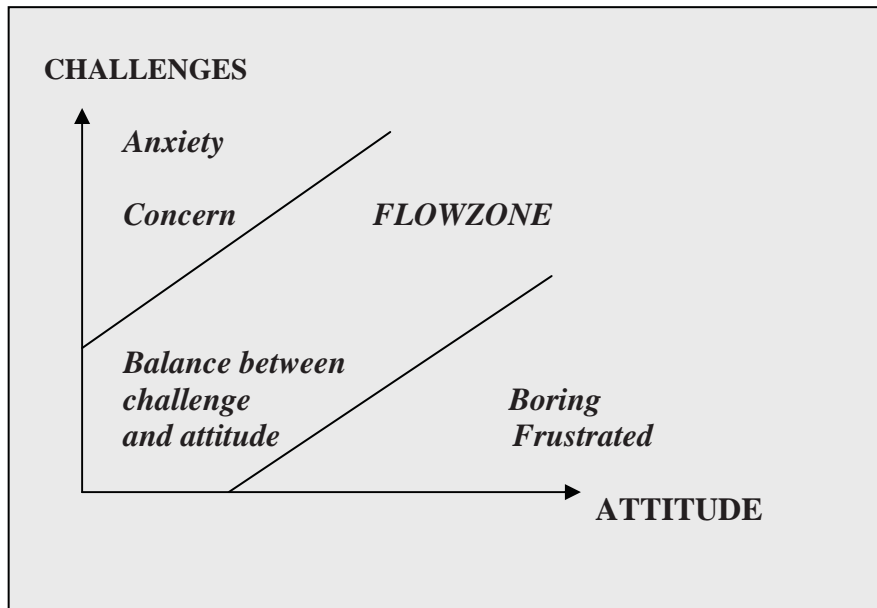 CHALLENGES
Anxiety
Concern
FLOWZONE
Balance between
challenge
and attitude
Boring
Frustrated
ATTITUDE